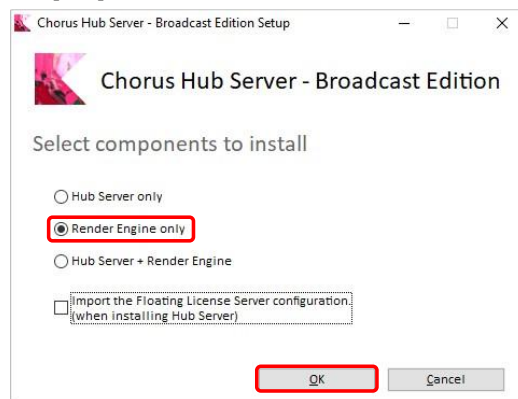 Chorus Hub Server - Broadcast Edition Setup
Chorus Hub Server - Broadcast Edition
Select components to install
Hub Server only
Render Engine only
Hub Server + Render Engine
Import the Floating License Server configuration.
(when installing Hub Server)
OK
Cancel